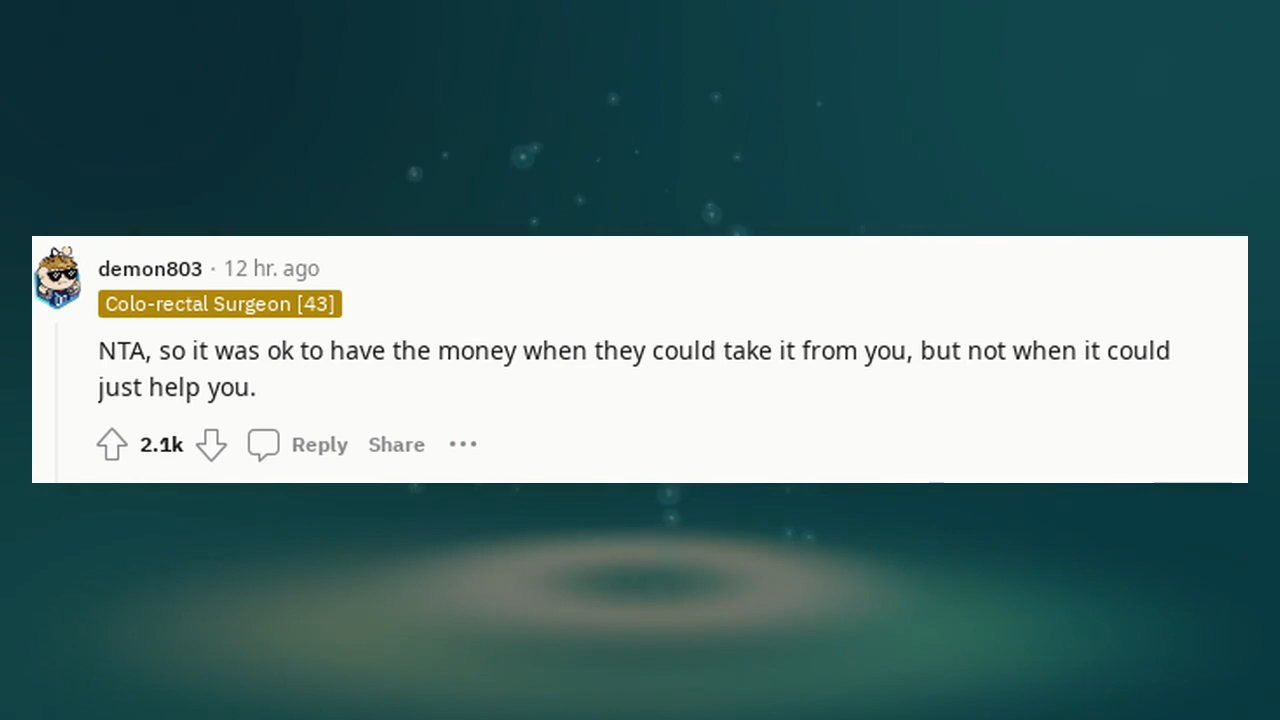 demon803 · 12 hr. ago
Colo-rectal Surgeon [43]
NTA, so it was ok to have the money when they could take it from you, but not when it could
just help you.
2.1k Reply Share ···